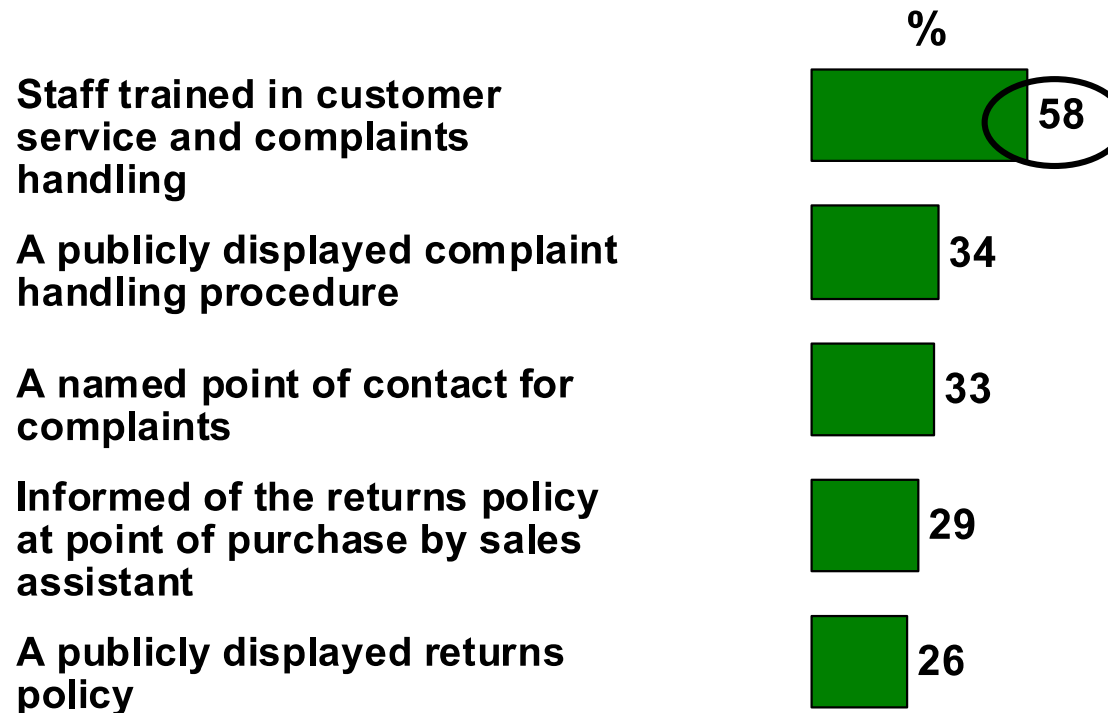 %
Staff trained in customer
service and complaints
handling
58
A publicly displayed complaint
handling procedure
34
A named point of contact for
complaints
33
Informed of the returns policy
at point of purchase by sales
assistant
29
A publicly displayed returns
policy
26